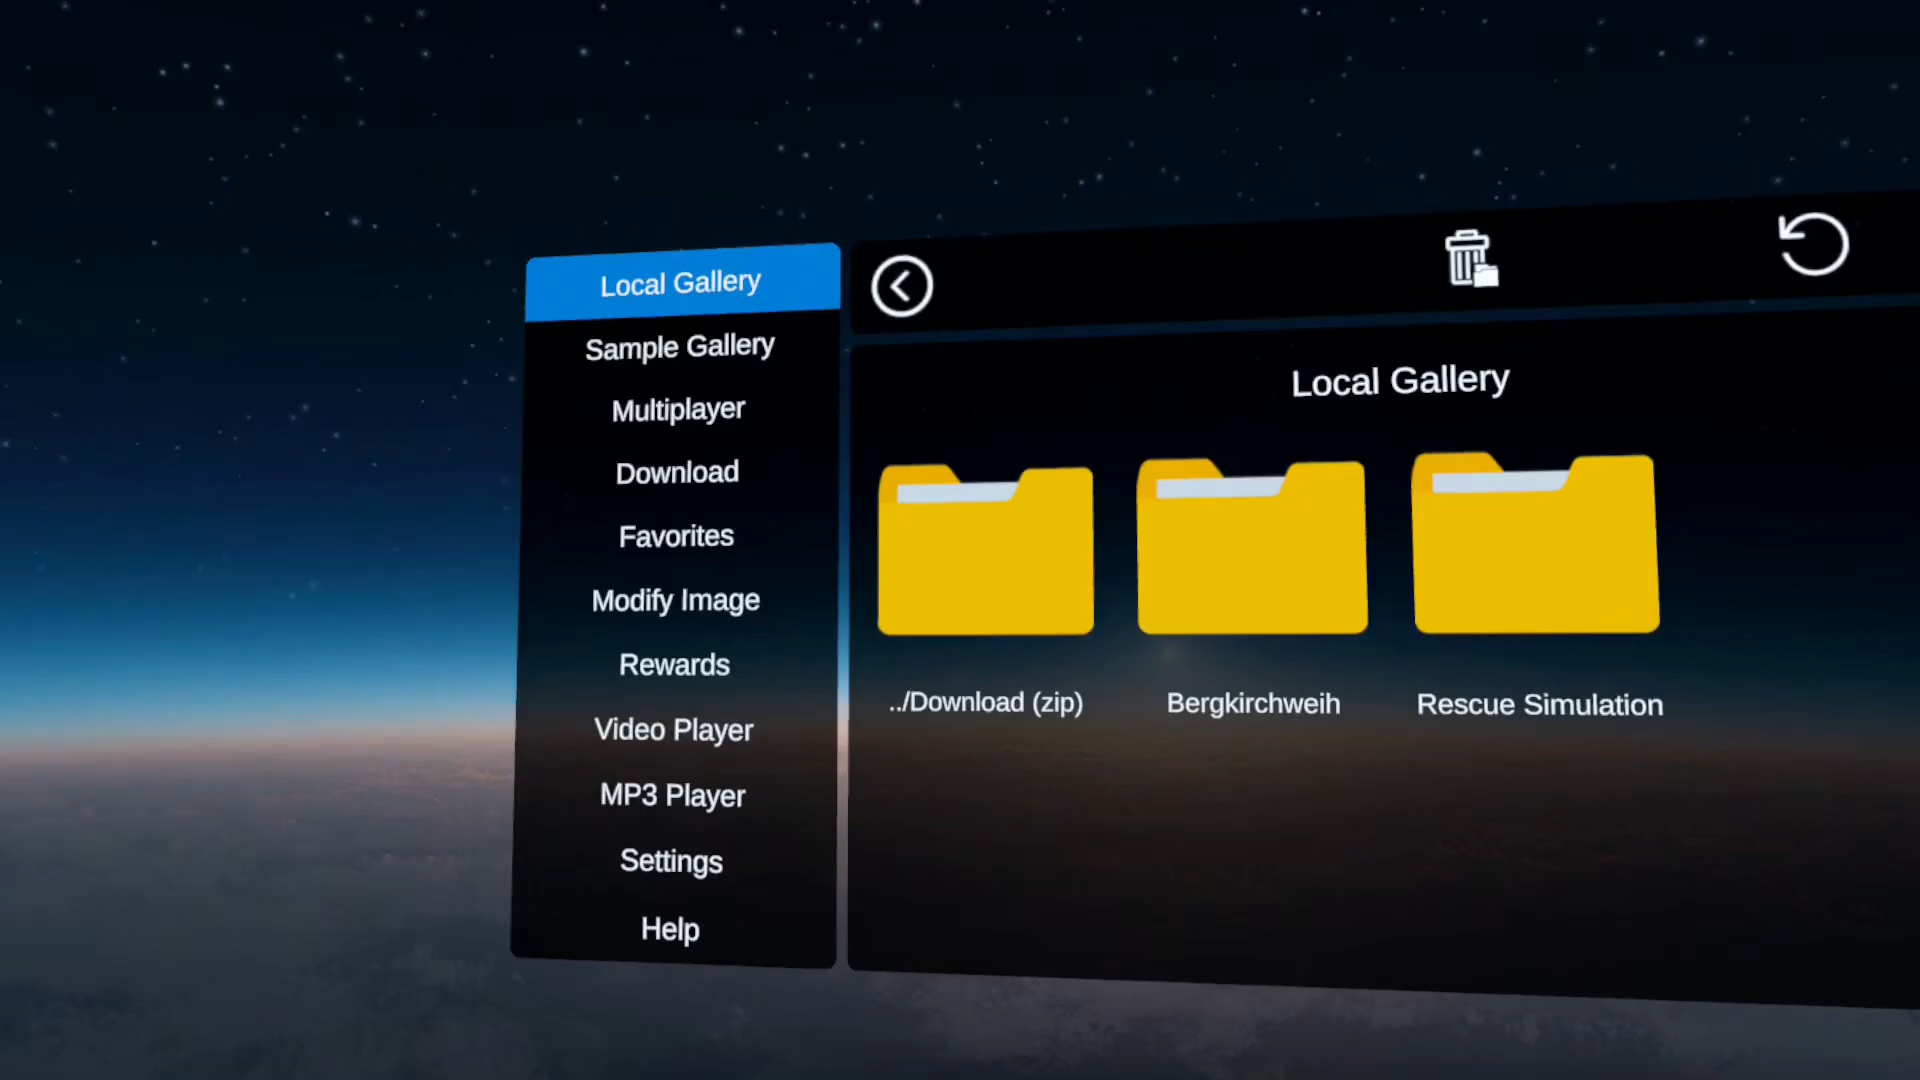 Local Gallery
Sample Gallery
Multiplayer
Download
Favorites
Modify Image
Rewards
Video Player
MP3 Player
Settings
Help
Local Gallery
../Download (zip)
Bergkirchweih
Rescue Simulation